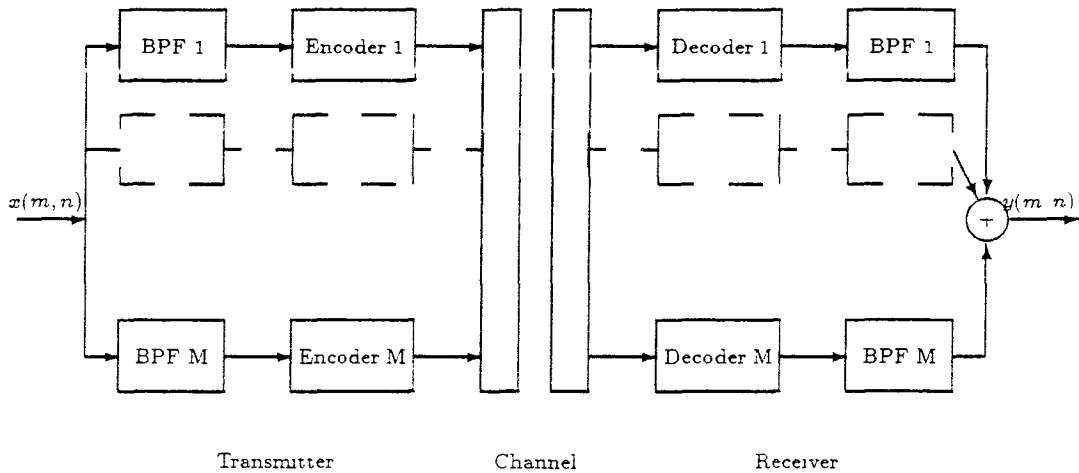 BPF 1 Encoder 1 Decoder 1 BPF 1
x(m, n) y(m n)
+
BPF M Encoder M Decoder M BPF M
Transmitter Channel Receiver